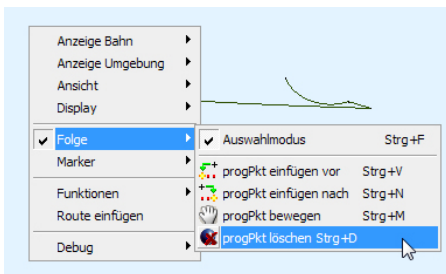 Anzeige Bahn
Anzeige Umgebung
Ansicht
Display
Folge
Marker
Funktionen
Route einfügen
Debug
Auswahlmodus Strg+F
progPkt einfügen vor Strg+V
progPkt einfügen nach Strg+N
progPkt bewegen Strg+M
progPkt löschen Strg+D